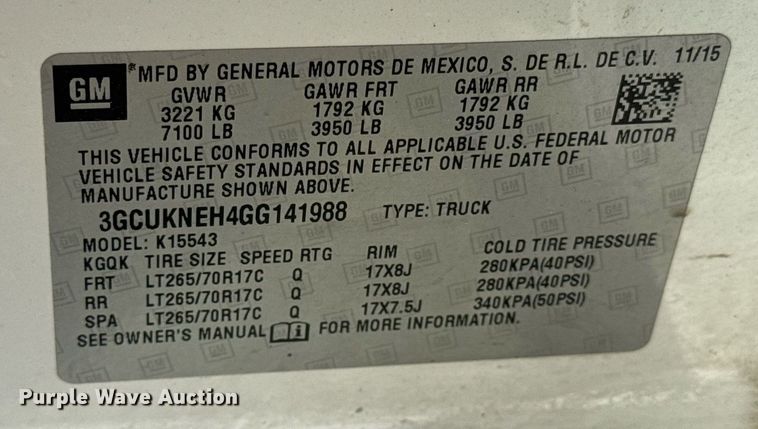 GM
MFD BY GENERAL MOTORS DE MEXICO, S. DE R.L. DE C.V. 11/15
GVWR GAWR FRT GAWR RR
3221 KG 1792 KG 1792 KG
7100 LB 3950 LB 3950 LB
THIS VEHICLE CONFORMS TO ALL APPLICABLE U.S. FEDERAL MOTOR
VEHICLE SAFETY STANDARDS IN EFFECT ON THE DATE OF
MANUFACTURE SHOWN ABOVE.
3GCUKNEH4GG141988 TYPE: TRUCK
MODEL: K15543
KGQK TIRE SIZE SPEED RTG RIM COLD TIRE PRESSURE
FRT LT265/70R17C Q 17X8J 280KPA(40PSI)
RR LT265/70R17C Q 17X8J 280KPA(40PSI)
SPA LT265/70R17C Q 17X7.5J 340KPA(50PSI)
SEE OWNER'S MANUAL FOR MORE INFORMATION.
Purple Wave Auction